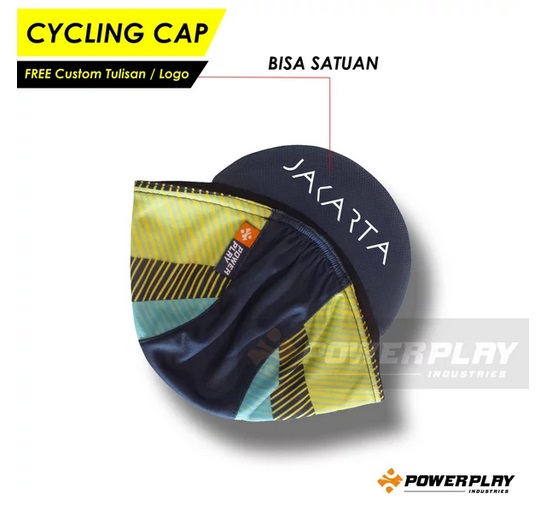 CYCLING CAP
FREE Custom Tulisan / Logo
BISA SATUAN
JAKARTA
POWER
PLAY
POWERPLAY
INDUSTRIES
POWERPLAY
INDUSTRIES